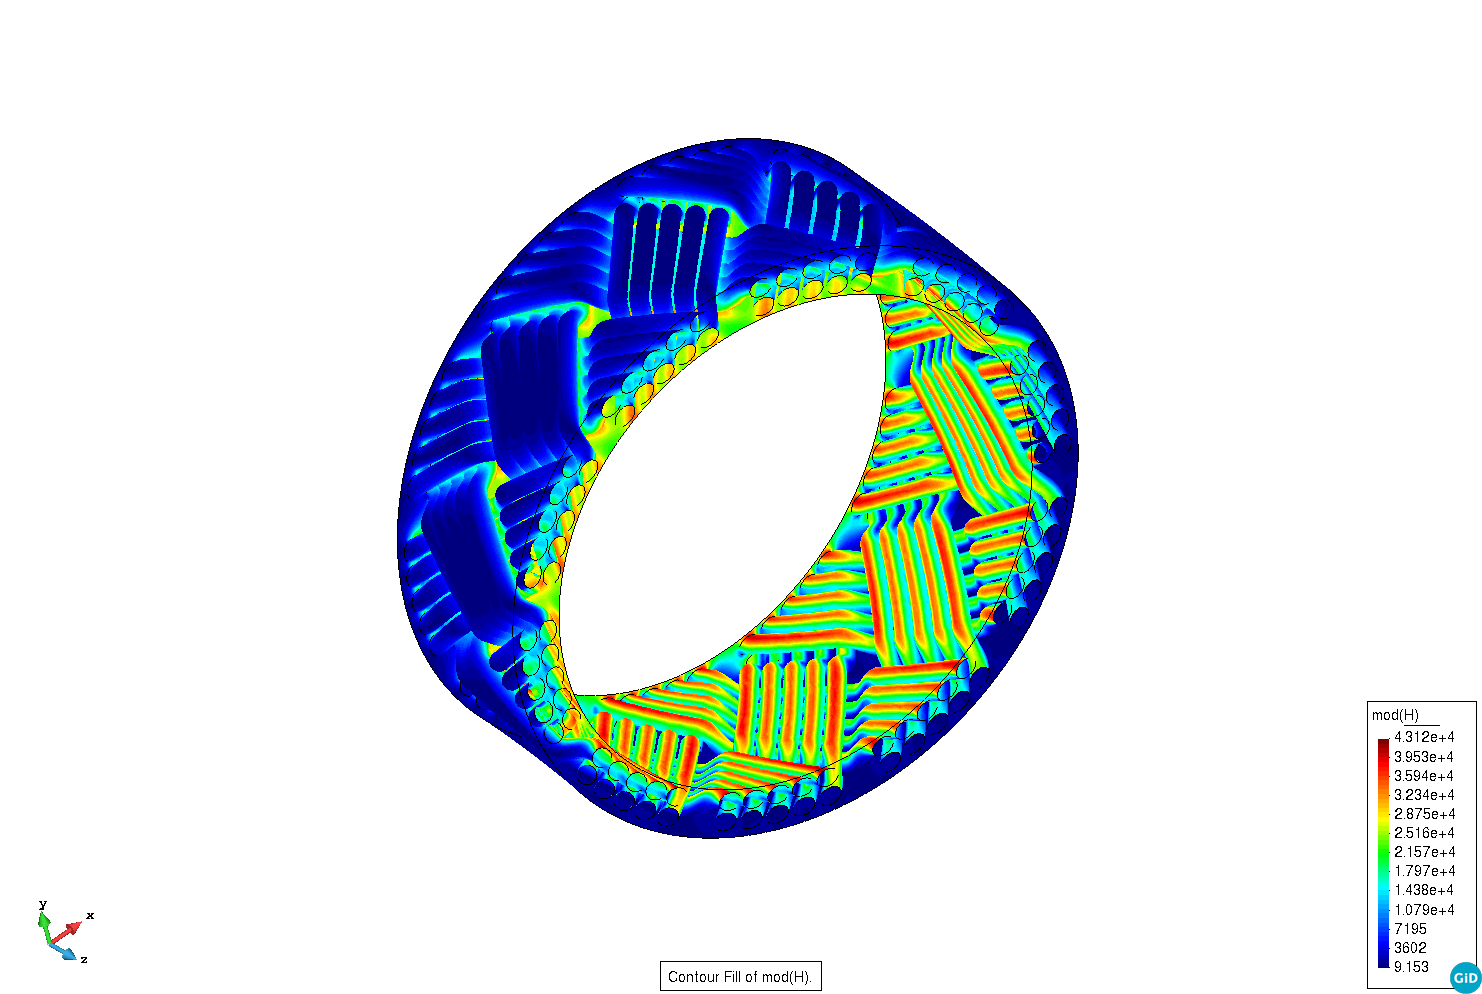 mod(H)
4.312e+4
3.953e+4
3.594e+4
3.234e+4
2.875e+4
2.516e+4
2.157e+4
1.797e+4
1.438e+4
1.079e+4
7195
3602
9.153
GiD
y
x
z
Contour Fill of mod(H).